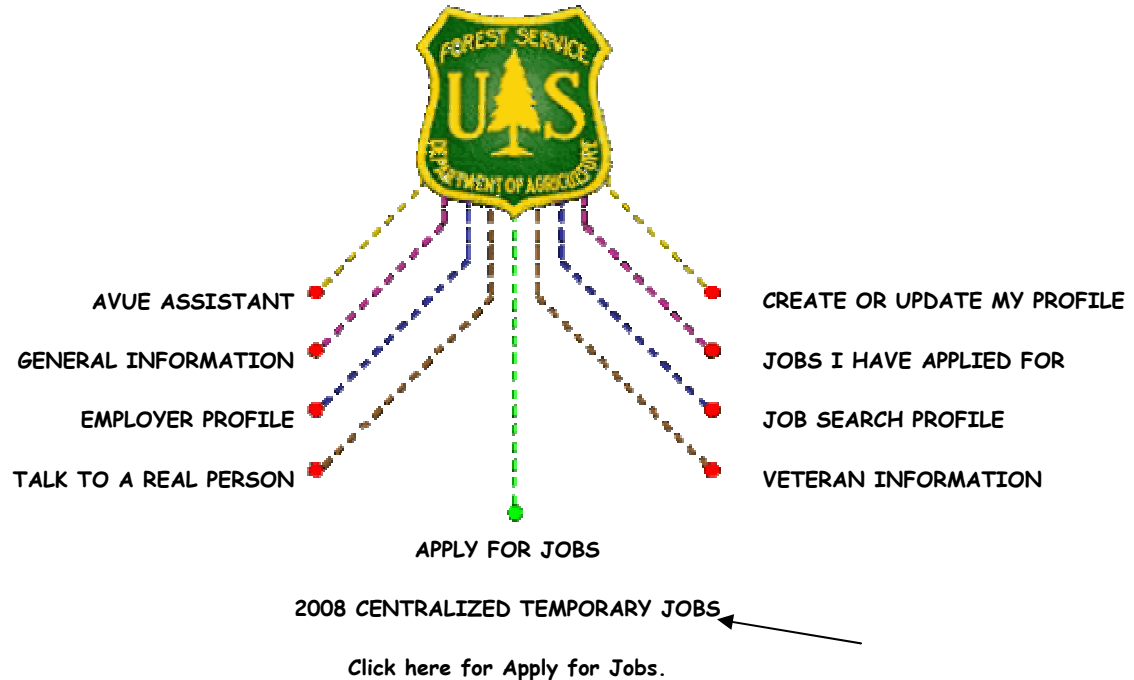 FOREST SERVICE
U S
DEPARTMENT OF AGRICULTURE
AVUE ASSISTANT
CREATE OR UPDATE MY PROFILE
GENERAL INFORMATION
JOBS I HAVE APPLIED FOR
EMPLOYER PROFILE
JOB SEARCH PROFILE
TALK TO A REAL PERSON
VETERAN INFORMATION
APPLY FOR JOBS
2008 CENTRALIZED TEMPORARY JOBS
Click here for Apply for Jobs.